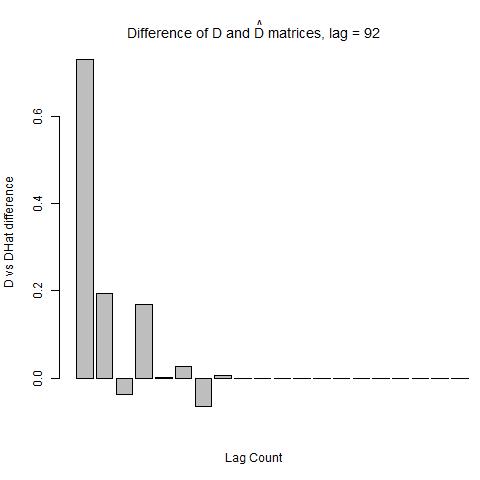 Difference of D and D̂ matrices, lag = 92
0.6
0.4
0.2
0.0
D vs DHat difference
Lag Count